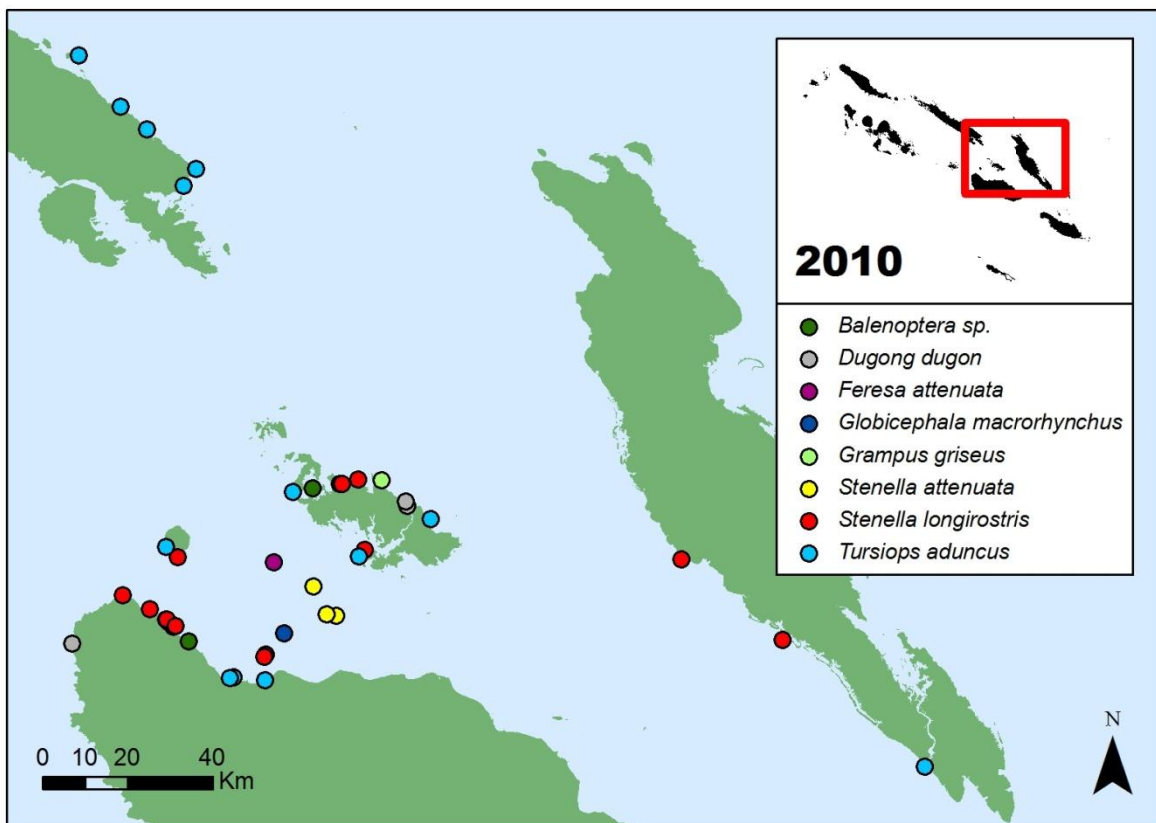 2010
Balenoptera sp.
Dugong dugon
Feresa attenuata
Globicephala macrorhynchus
Grampus griseus
Stenella attenuata
Stenella longirostris
Tursiops aduncus
N
0 10 20 40
Km